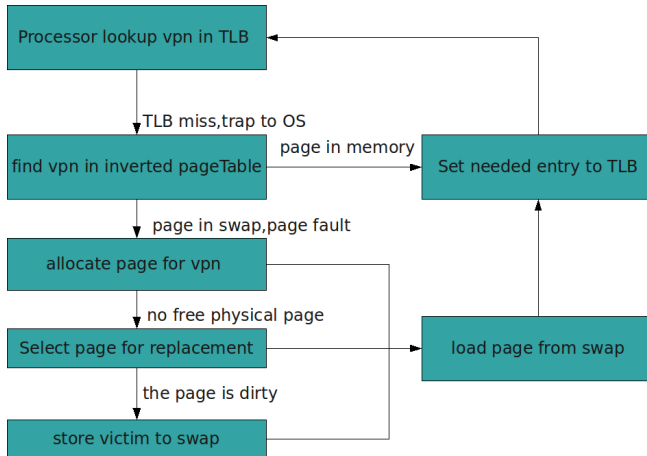 Processor lookup vpn in TLB
TLB miss,trap to OS
find vpn in inverted pageTable
page in memory
Set needed entry to TLB
page in swap,page fault
allocate page for vpn
no free physical page
Select page for replacement
load page from swap
the page is dirty
store victim to swap